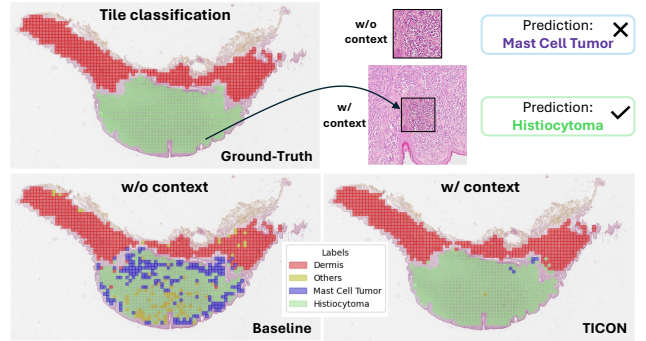 Tile classification
Ground-Truth
w/o
context
Prediction:
Mast Cell Tumor
w/
context
Prediction:
Histiocytoma
w/o context
Baseline
Labels
Dermis
Others
Mast Cell Tumor
Histiocytoma
w/ context
TICON